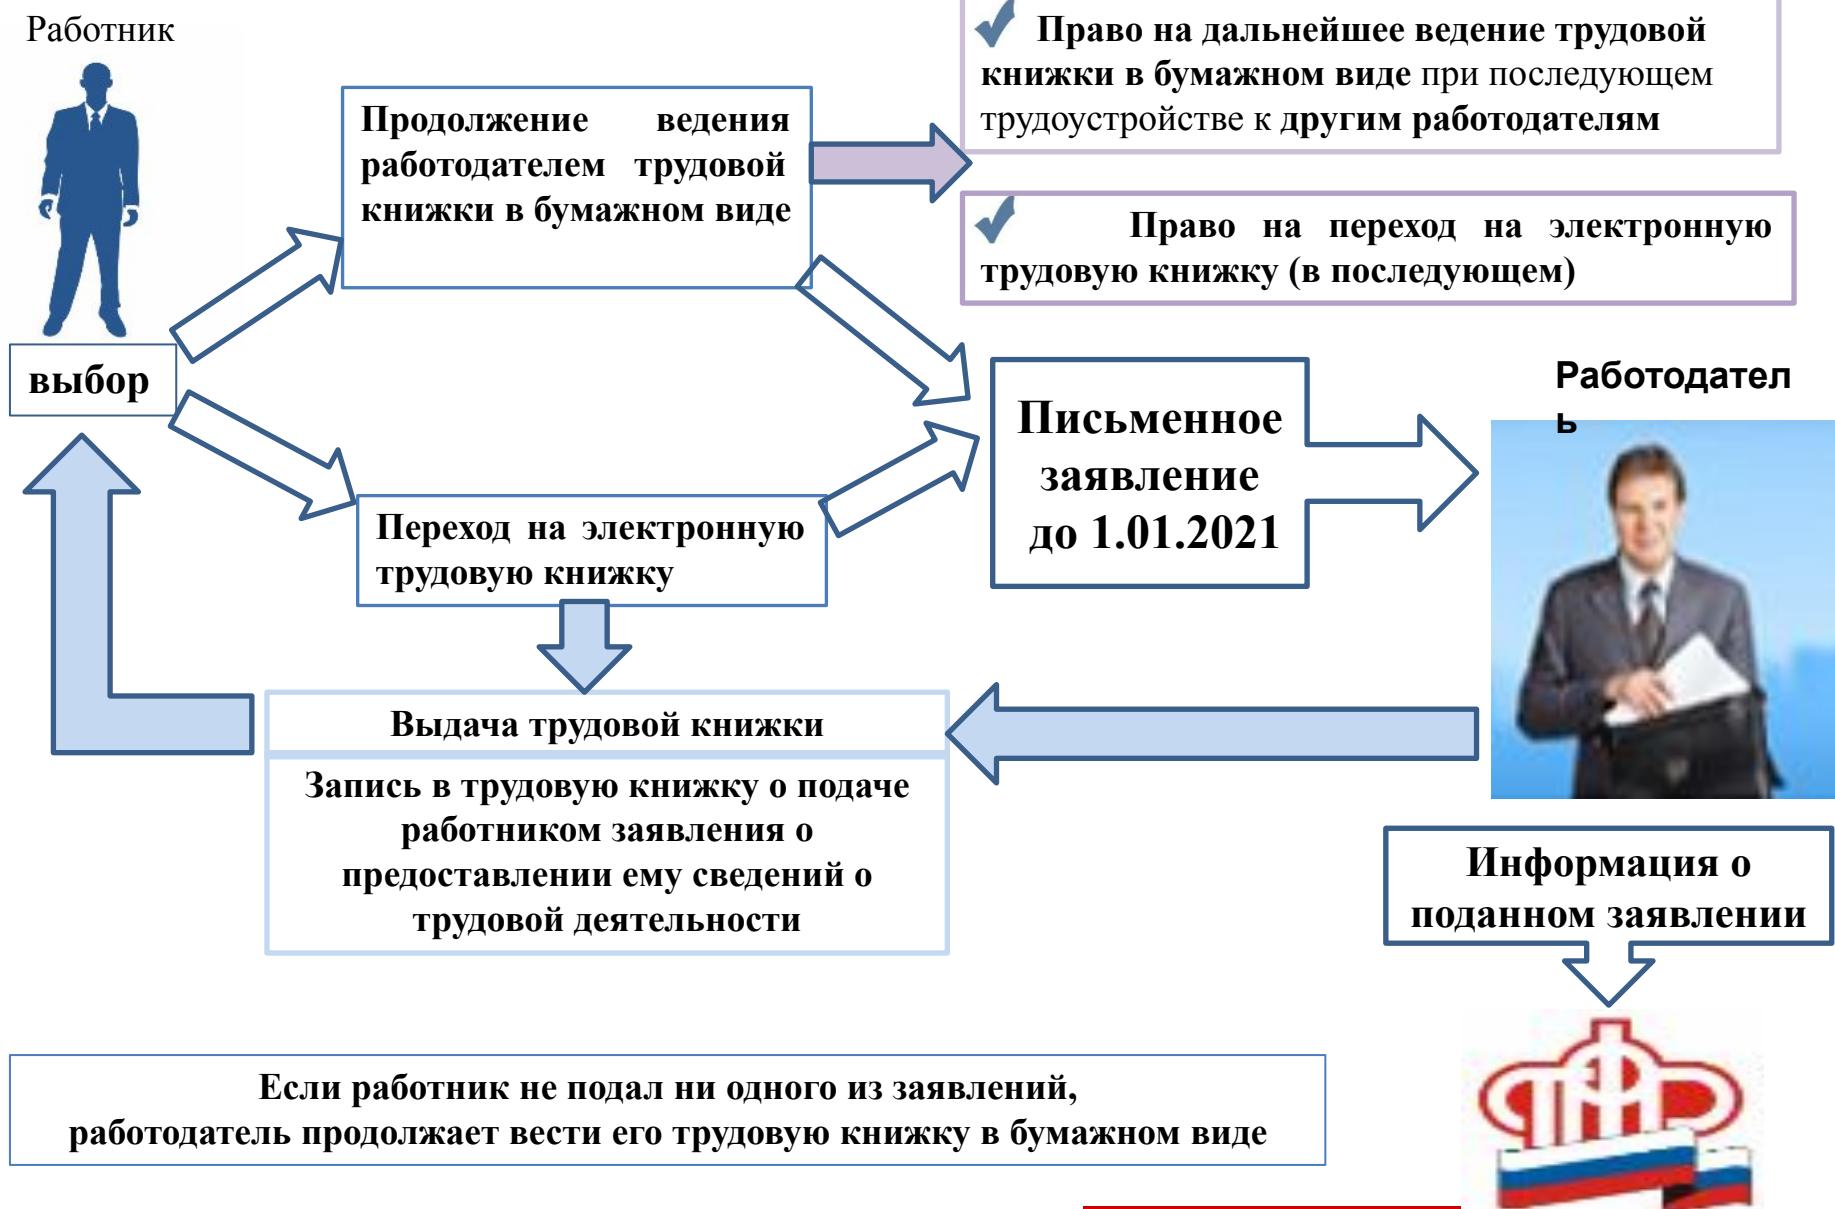 Работник
Право на дальнейшее ведение трудовой
книжки в бумажном виде при последующем
трудоустройстве к другим работодателям
Продолжение ведения
работодателем трудовой
книжки в бумажном виде
Право на переход на электронную
трудовую книжку (в последующем)
выбор
Письменное
заявление
до 1.01.2021
Работодател
ь
Переход на электронную
трудовую книжку
Выдача трудовой книжки
Запись в трудовую книжку о подаче
работником заявления о
предоставлении ему сведений о
трудовой деятельности
Информация о
поданном заявлении
Если работник не подал ни одного из заявлений,
работодатель продолжает вести его трудовую книжку в бумажном виде